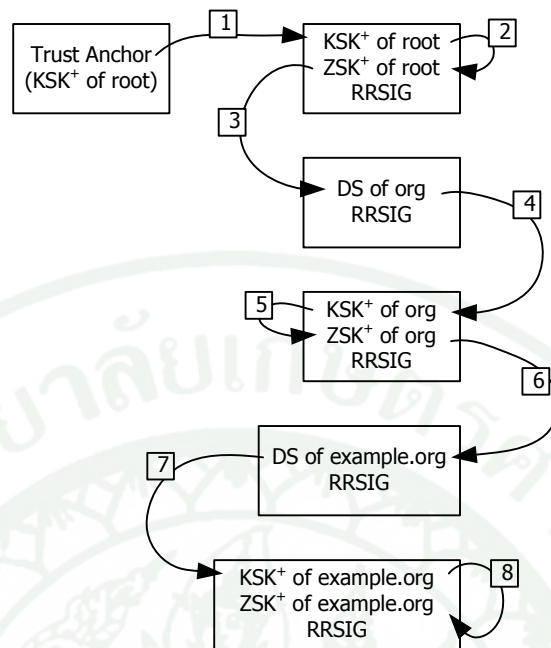 1
Trust Anchor
(KSK⁺ of root)
KSK⁺ of root
ZSK⁺ of root
RRSIG
2
3
DS of org
RRSIG
4
5
KSK⁺ of org
ZSK⁺ of org
RRSIG
6
DS of example.org
RRSIG
7
KSK⁺ of example.org
ZSK⁺ of example.org
RRSIG
8